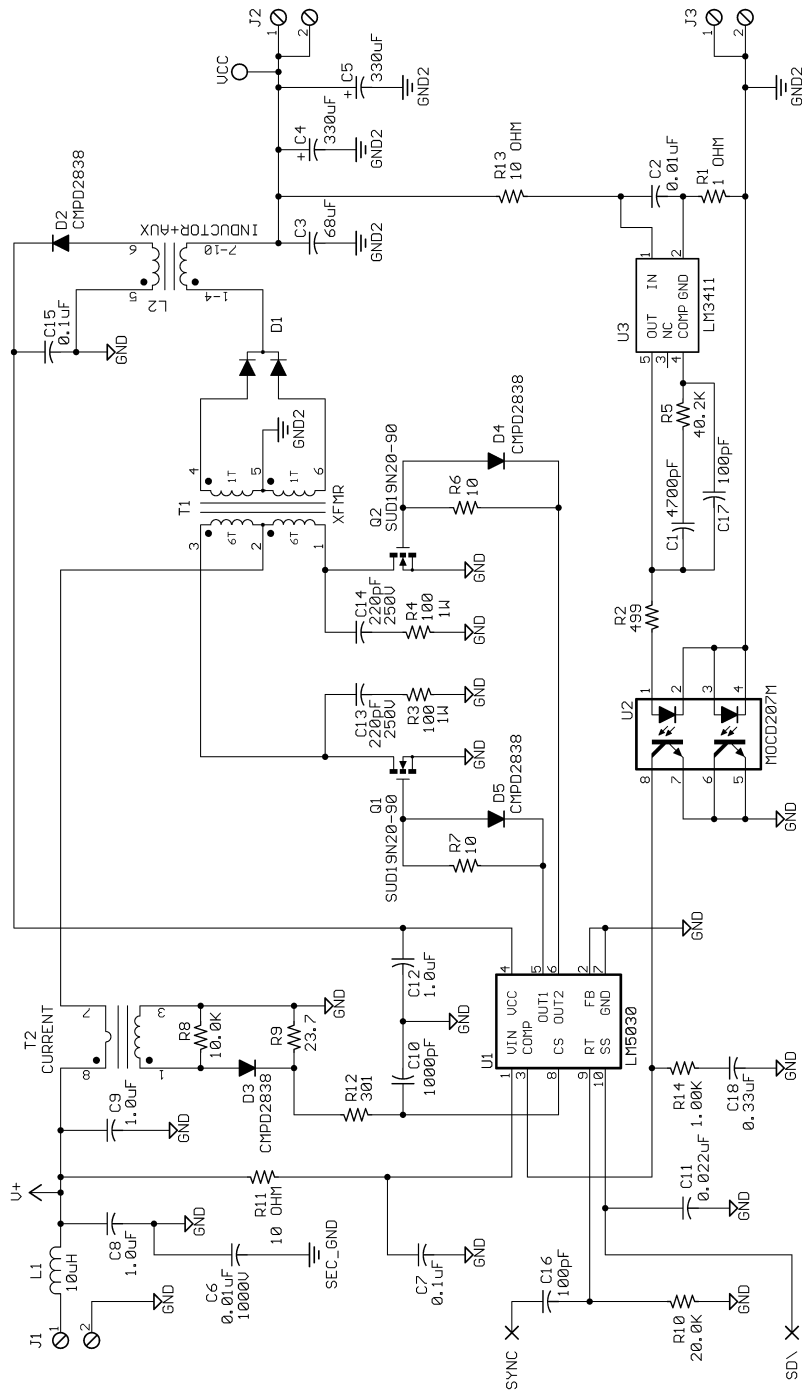 J1
1
2
L1
10uH
GND
V+
C8
1.0uF
GND
C6
0.01uF
1000V
SEC_GND
C9
1.0uF
GND
T2
CURRENT
8
7
1
3
R8
10.0K
R9
23.7
GND
D3
CMPD2838
R12
301
R11
10 OHM
C7
0.1uF
GND
C10
1000pF
GND
C12
1.0uF
U1
1
3
8
9
10
VIN
COMP
CS
RT
SS
VCC
OUT1
OUT2
FB
GND
4
5
6
2
7
LM5030
GND
SYNC
C16
100pF
R10
20.0K
GND
SD\
C11
0.022uF
GND
R14
1.00K
C18
0.33uF
GND
Q1
SUD19N20-90
R7
10
D5
CMPD2838
GND
C13
220pF
250V
R3
100
1W
GND
C14
220pF
250V
R4
100
1W
GND
Q2
SUD19N20-90
GND
R6
10
D4
CMPD2838
T1
XFMR
3
2
1
6T
6T
1T
1T
4
5
6
GND2
D1
C15
0.1uF
GND
L2
INDUCTOR+AUX
5
6
1-4
7-10
D2
CMPD2838
C3
68uF
GND2
+
C4
330uF
GND2
+
C5
330uF
GND2
VCC
J2
1
2
R13
10 OHM
C2
0.01uF
R1
1 OHM
U3
OUT
IN
NC
COMP
GND
5
3
4
1
2
LM3411
R5
40.2K
C1
4700pF
C17
100pF
R2
499
U2
8
7
6
5
1
2
3
4
MOCD207M
GND
J3
1
2
GND2